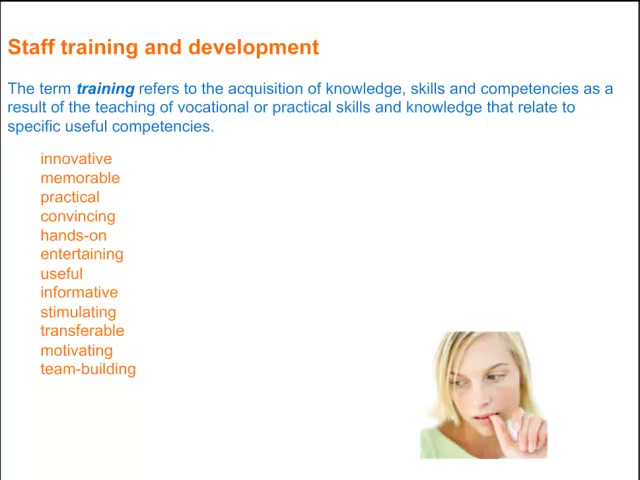 Staff training and development
The term training refers to the acquisition of knowledge, skills and competencies as a
result of the teaching of vocational or practical skills and knowledge that relate to
specific useful competencies.
innovative
memorable
practical
convincing
hands-on
entertaining
useful
informative
stimulating
transferable
motivating
team-building